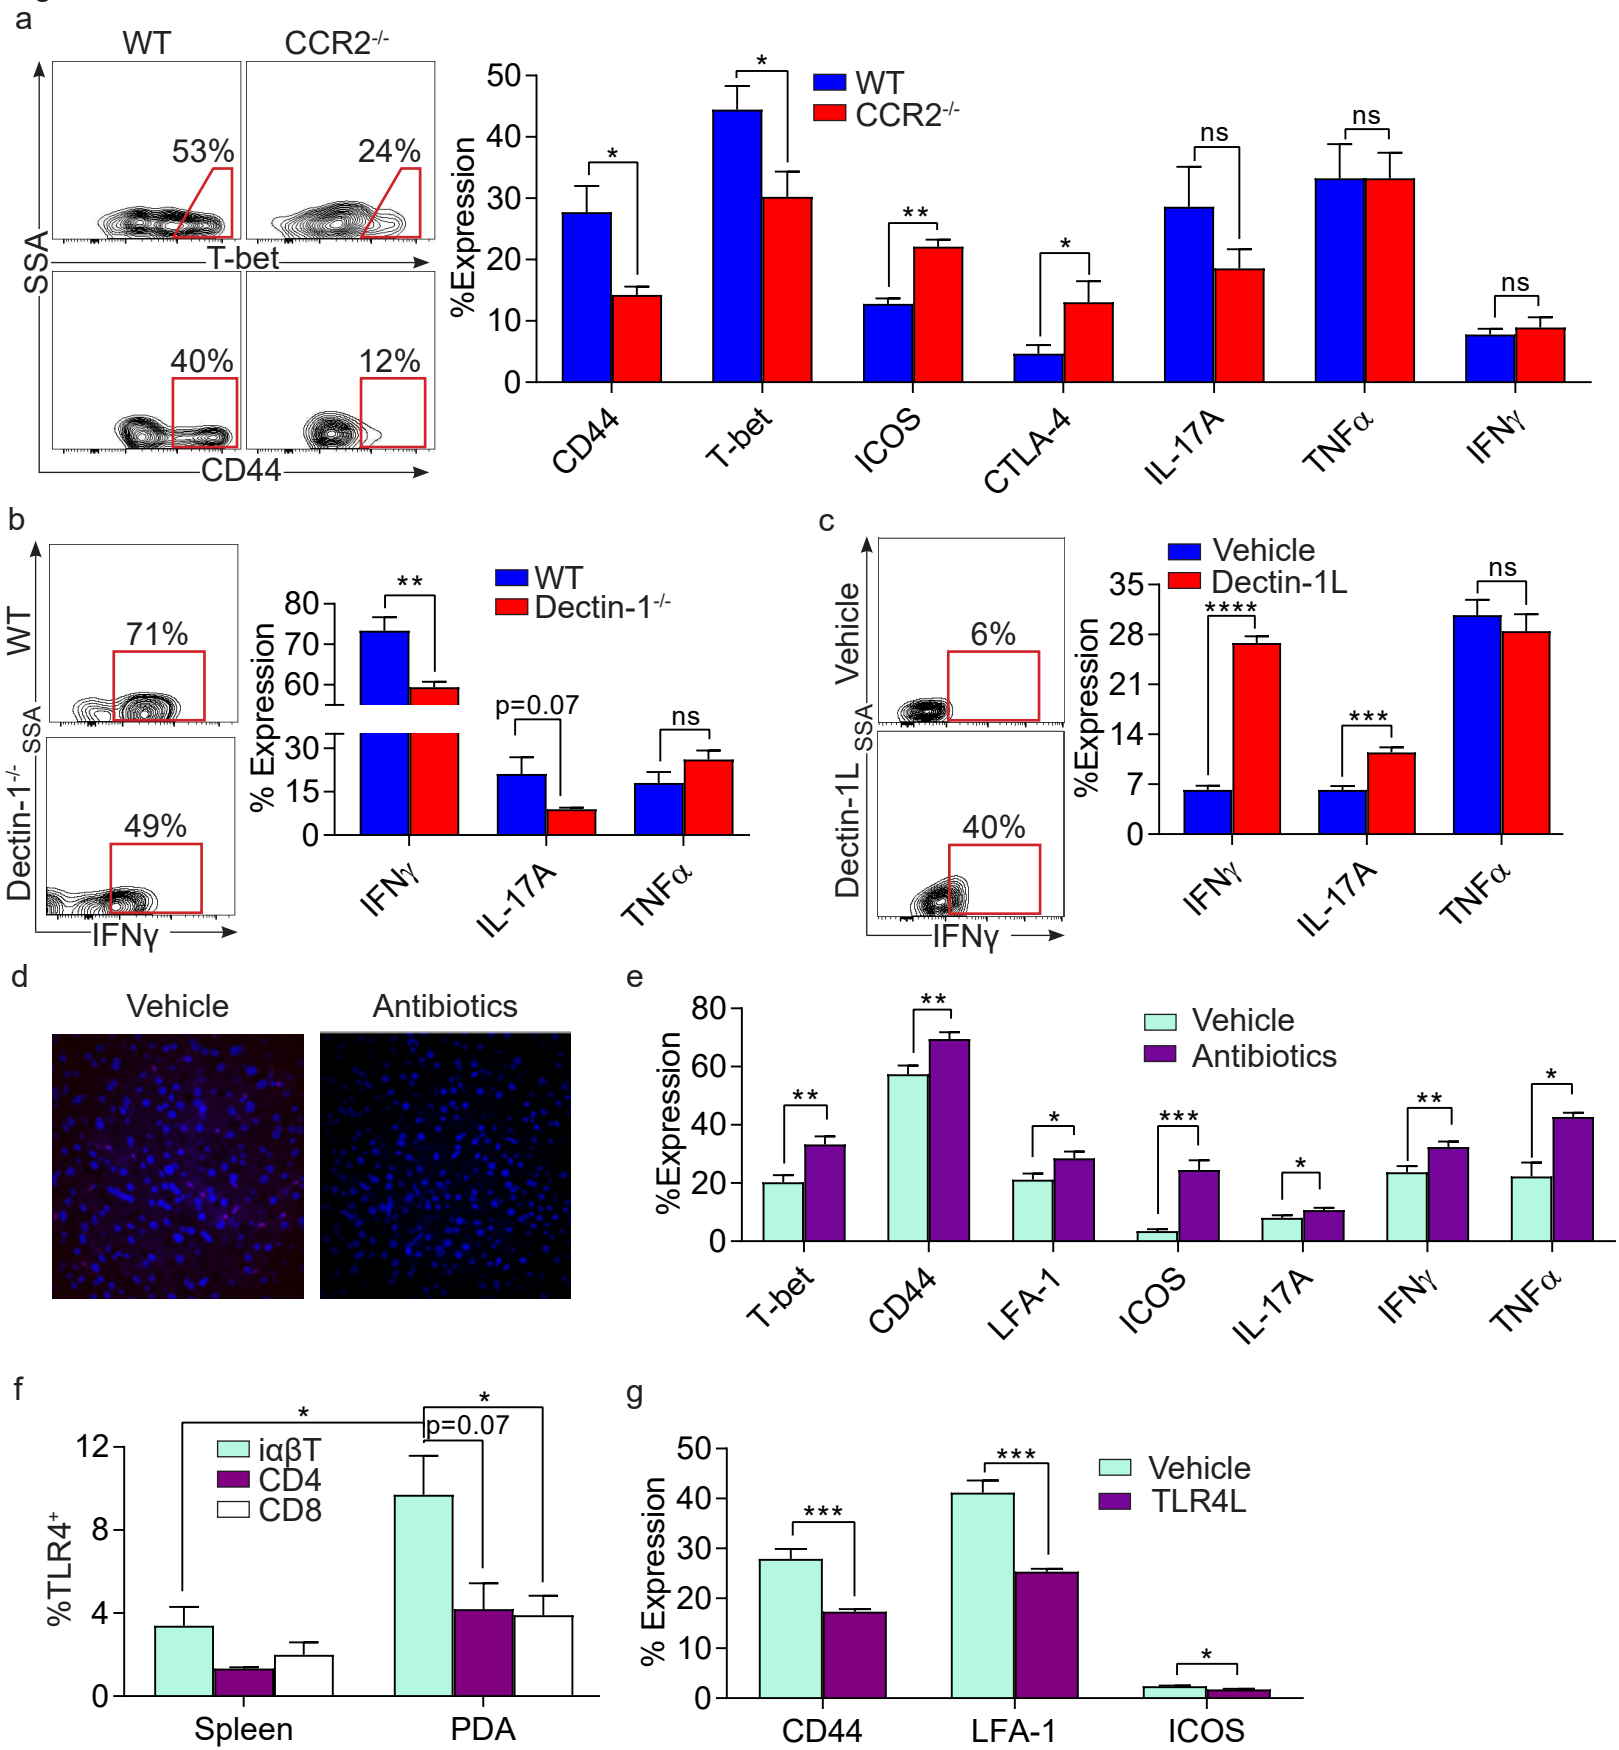 a
WT
CCR2-/-
53%
24%
T-bet
SSA
40%
12%
CD44
%Expression
50
40
30
20
10
0
WT
CCR2-/-
*
*
**
*
ns
ns
ns
CD44
T-bet
ICOS
CTLA-4
IL-17A
TNFα
IFNγ
b
WT
71%
SSA
Dectin-1-/-
49%
IFNγ
% Expression
80
70
60
30
15
0
WT
Dectin-1-/-
**
p=0.07
ns
IFNγ
IL-17A
TNFα
c
Vehicle
6%
SSA
Dectin-1L
40%
IFNγ
%Expression
35
28
21
14
7
0
Vehicle
Dectin-1L
****
***
ns
IFNγ
IL-17A
TNFα
d
Vehicle
Antibiotics
e
%Expression
80
60
40
20
0
Vehicle
Antibiotics
**
**
*
***
*
**
*
T-bet
CD44
LFA-1
ICOS
IL-17A
IFNγ
TNFα
f
%TLR4+
12
8
4
0
iαβT
CD4
CD8
*
*
p=0.07
Spleen
PDA
g
% Expression
50
40
30
20
10
0
Vehicle
TLR4L
***
***
*
CD44
LFA-1
ICOS